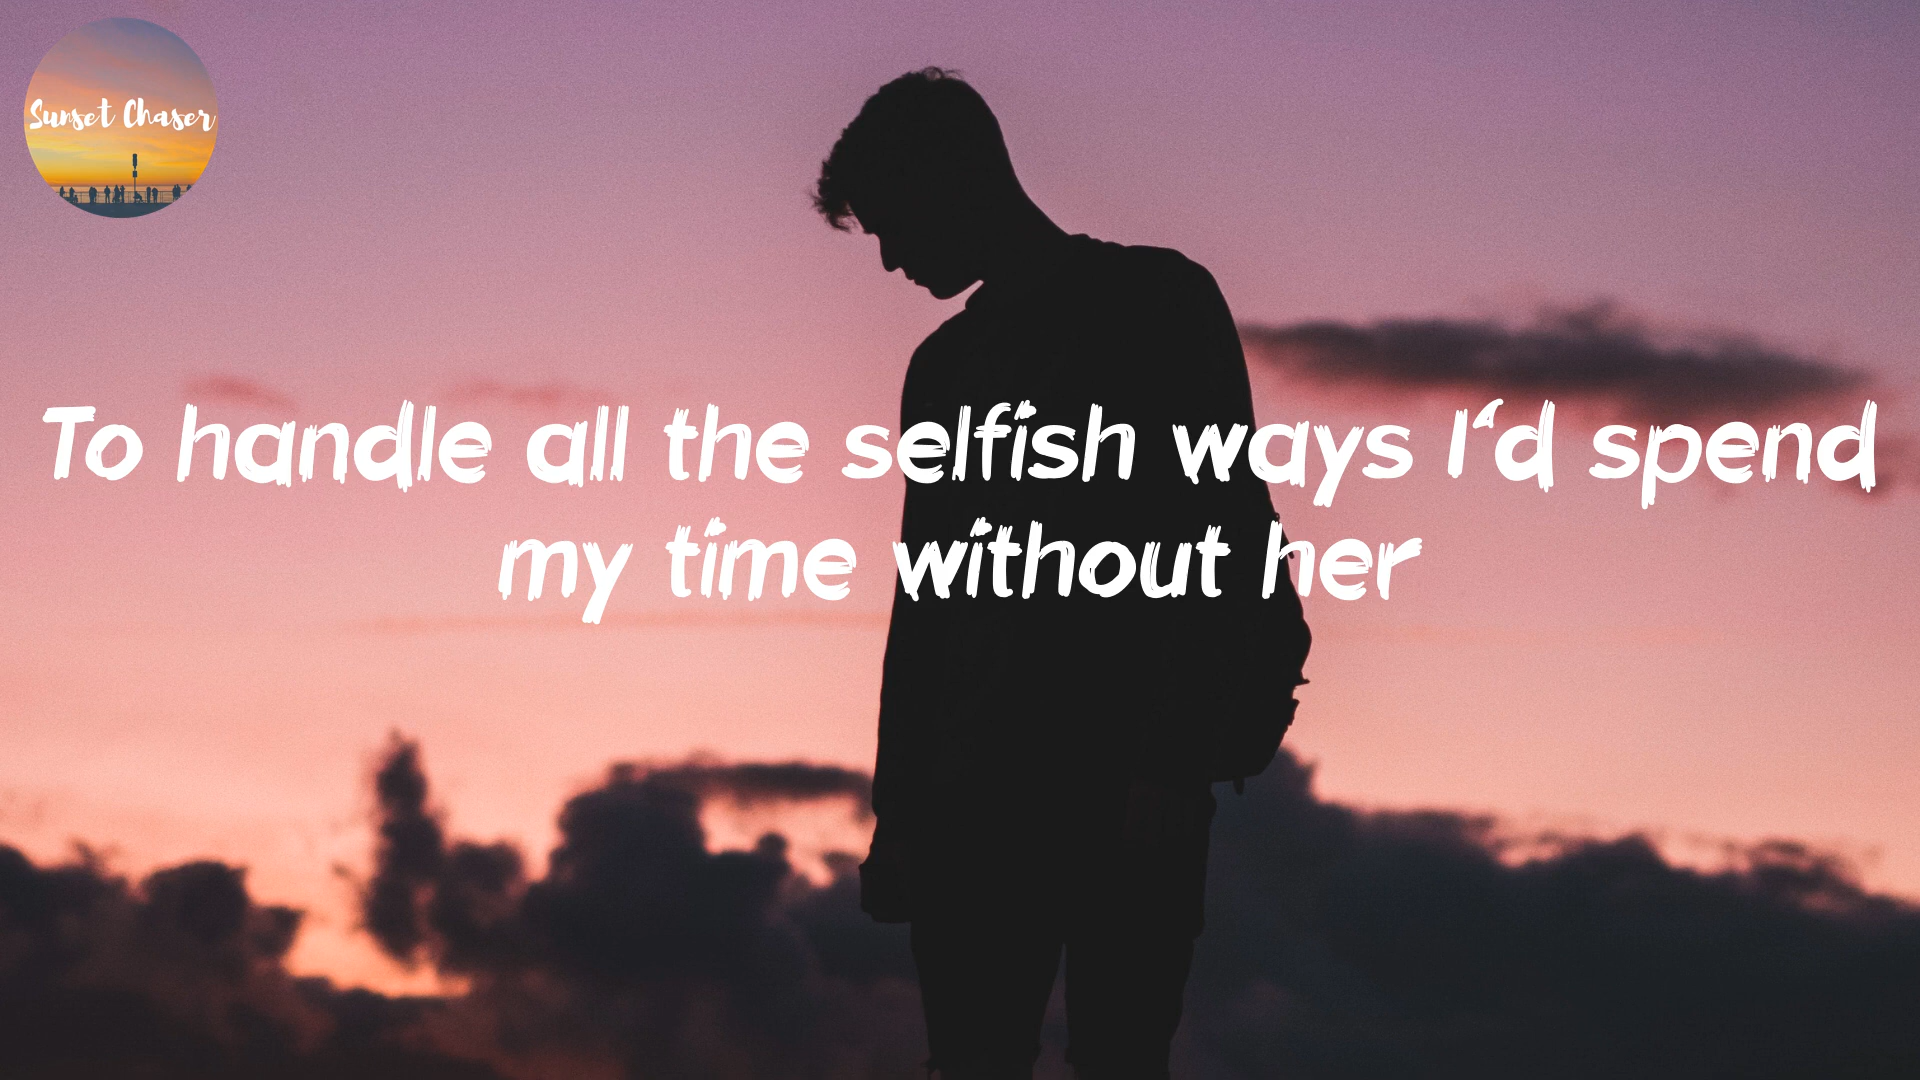 Sunset Chaser
To handle all the selfish ways I‘d spend
my time without her